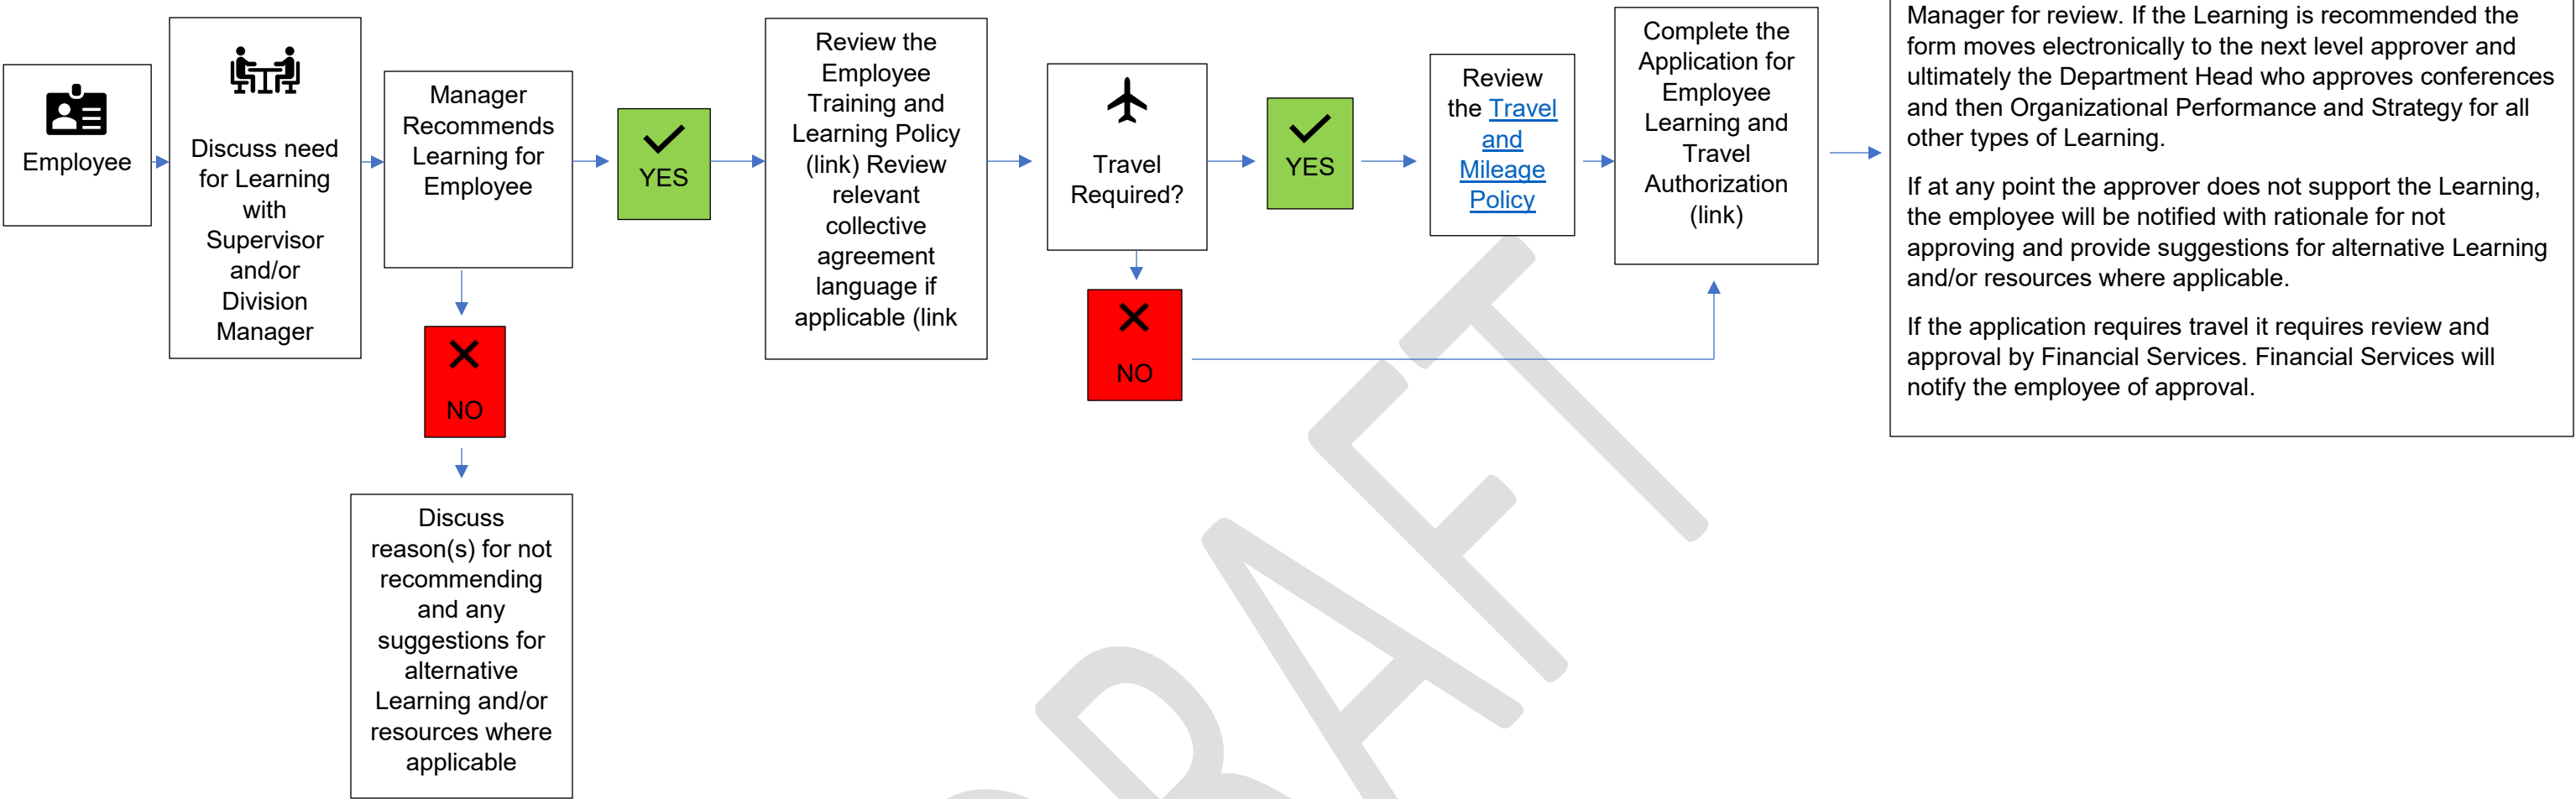 Employee
Discuss need
for Learning
with
Supervisor
and/or
Division
Manager
Manager
Recommends
Learning for
Employee
YES
NO
Discuss
reason(s) for not
recommending
and any
suggestions for
alternative
Learning and/or
resources where
applicable
Review the
Employee
Training and
Learning Policy
(link) Review
relevant
collective
agreement
language if
applicable (link
Travel
Required?
YES
NO
Review
the Travel
and
Mileage
Policy
Complete the
Application for
Employee
Learning and
Travel
Authorization
(link)
Manager for review. If the Learning is recommended the
form moves electronically to the next level approver and
ultimately the Department Head who approves conferences
and then Organizational Performance and Strategy for all
other types of Learning.
If at any point the approver does not support the Learning,
the employee will be notified with rationale for not
approving and provide suggestions for alternative Learning
and/or resources where applicable.
If the application requires travel it requires review and
approval by Financial Services. Financial Services will
notify the employee of approval.
DRAFT